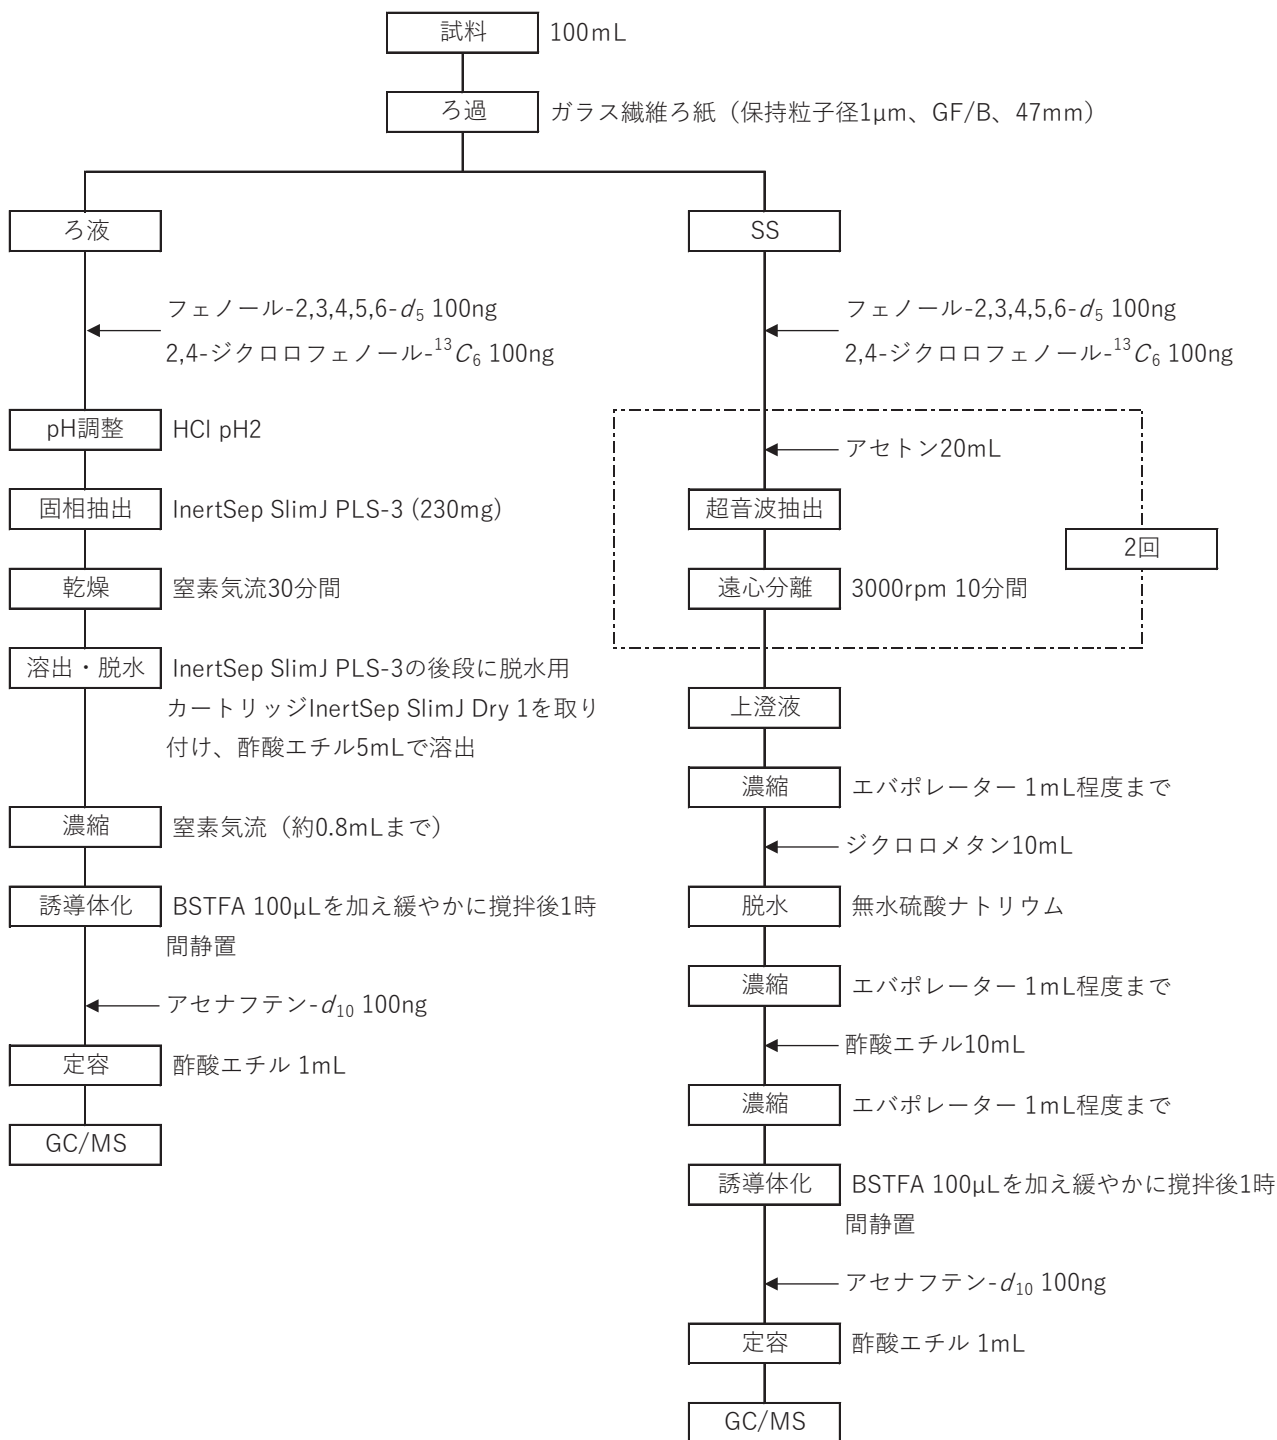 試料 100mL
ろ過 ガラス繊維ろ紙（保持粒子径1μm、GF/B、47mm）
ろ液
フェノール-2,3,4,5,6-d5 100ng
2,4-ジクロロフェノール-13C6 100ng
pH調整 HCl pH2
固相抽出 InertSep SlimJ PLS-3 (230mg)
乾燥 窒素気流30分間
溶出・脱水 InertSep SlimJ PLS-3の後段に脱水用
カートリッジInertSep SlimJ Dry 1を取り
付け、酢酸エチル5mLで溶出
濃縮 窒素気流（約0.8mLまで）
誘導体化 BSTFA 100μLを加え緩やかに撹拌後1時
間静置
アセナフテン-d10 100ng
定容 酢酸エチル 1mL
GC/MS
SS
フェノール-2,3,4,5,6-d5 100ng
2,4-ジクロロフェノール-13C6 100ng
アセトン20mL
超音波抽出
2回
遠心分離 3000rpm 10分間
上澄液
濃縮 エバポレーター 1mL程度まで
ジクロロメタン10mL
脱水 無水硫酸ナトリウム
濃縮 エバポレーター 1mL程度まで
酢酸エチル10mL
濃縮 エバポレーター 1mL程度まで
誘導体化 BSTFA 100μLを加え緩やかに撹拌後1時
間静置
アセナフテン-d10 100ng
定容 酢酸エチル 1mL
GC/MS